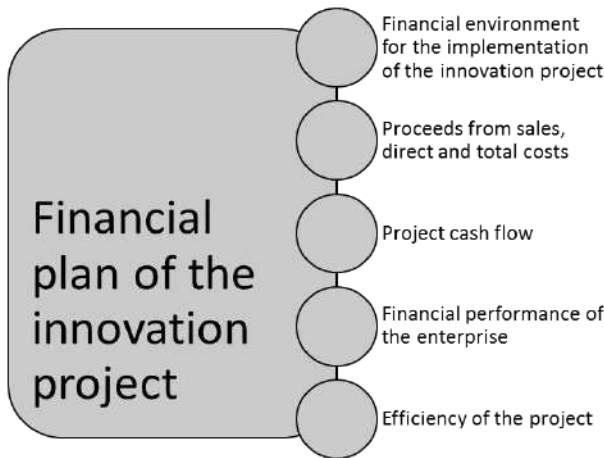 Financial environment
for the implementation
of the innovation project
Proceeds from sales,
direct and total costs
Financial
plan of the
innovation
project
Project cash flow
Financial performance of
the enterprise
Efficiency of the project